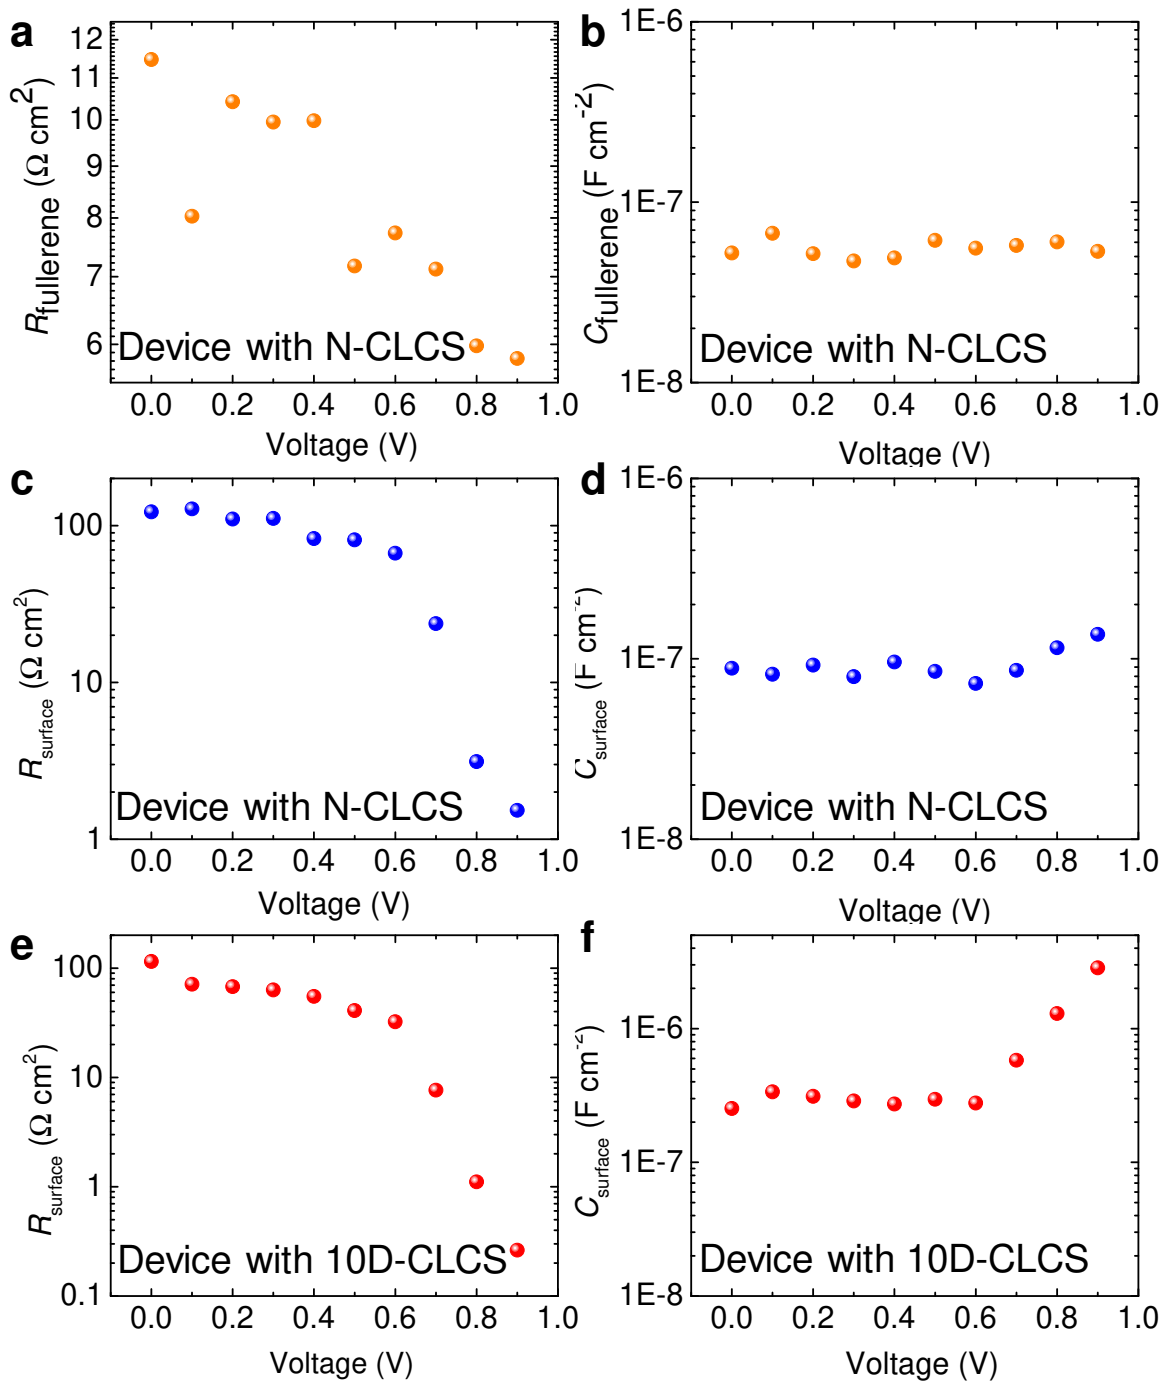 a
12
11
10
9
8
7
6
R fullerene (Ω cm²)
Device with N-CLCS
0.0 0.2 0.4 0.6 0.8 1.0
Voltage (V)
b
1E-6
1E-7
1E-8
C fullerene (F cm⁻²)
Device with N-CLCS
0.0 0.2 0.4 0.6 0.8 1.0
Voltage (V)
c
100
10
1
R surface (Ω cm²)
Device with N-CLCS
0.0 0.2 0.4 0.6 0.8 1.0
Voltage (V)
d
1E-6
1E-7
1E-8
C surface (F cm⁻²)
Device with N-CLCS
0.0 0.2 0.4 0.6 0.8 1.0
Voltage (V)
e
100
10
1
0.1
R surface (Ω cm²)
Device with 10D-CLCS
0.0 0.2 0.4 0.6 0.8 1.0
Voltage (V)
f
1E-6
1E-7
1E-8
C surface (F cm⁻²)
Device with 10D-CLCS
0.0 0.2 0.4 0.6 0.8 1.0
Voltage (V)